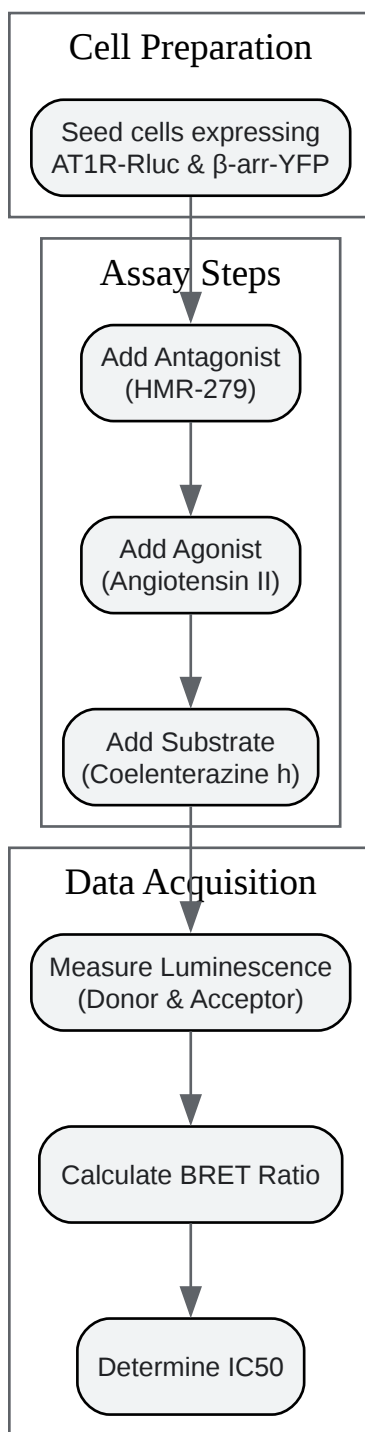 Cell Preparation
Seed cells expressing
AT1R-Rluc & β-arr-YFP
Assay Steps
Add Antagonist
(HMR-279)
Add Agonist
(Angiotensin II)
Add Substrate
(Coelenterazine h)
Data Acquisition
Measure Luminescence
(Donor & Acceptor)
Calculate BRET Ratio
Determine IC50